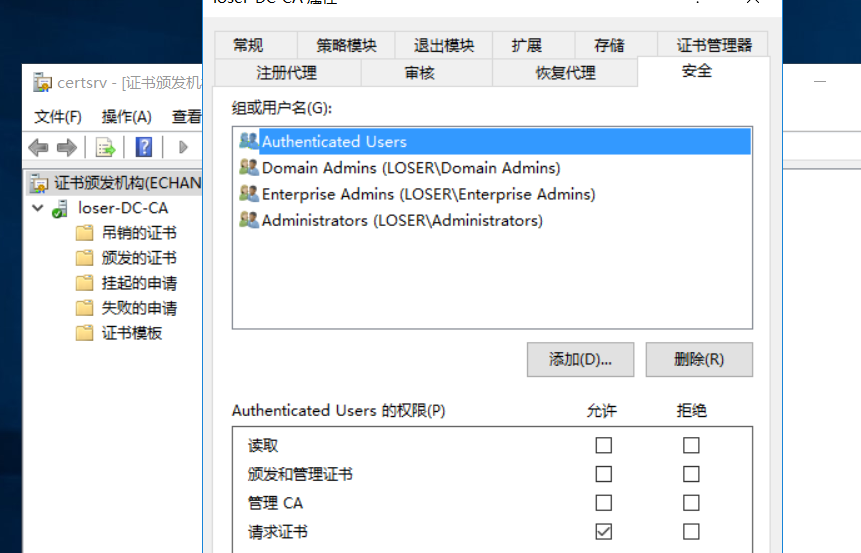 loser-DC-CA 属性
常规 策略模块 退出模块 扩展 存储 证书管理器
注册代理 审核 恢复代理 安全
certsrv - [证书颁发机
文件(F) 操作(A) 查看
证书颁发机构(ECHAN
loser-DC-CA
吊销的证书
颁发的证书
挂起的申请
失败的申请
证书模板
组或用户名(G):
Authenticated Users
Domain Admins (LOSER\Domain Admins)
Enterprise Admins (LOSER\Enterprise Admins)
Administrators (LOSER\Administrators)
添加(D)... 删除(R)
Authenticated Users 的权限(P) 允许 拒绝
读取
颁发和管理证书
管理 CA
请求证书